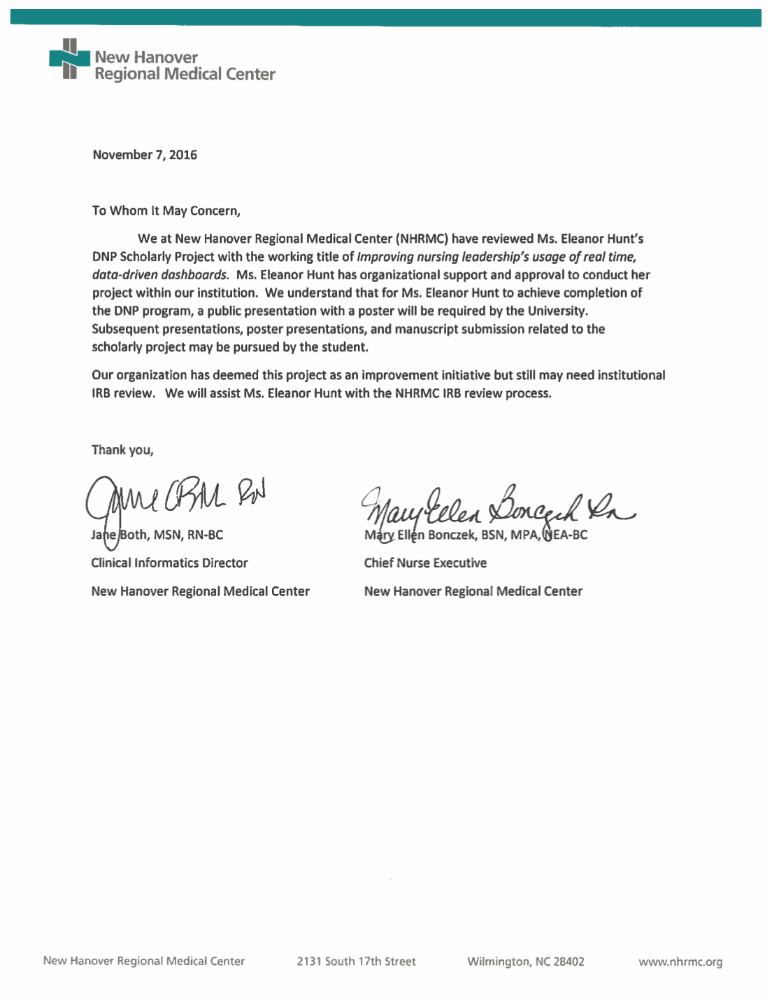 New Hanover
Regional Medical Center
November 7, 2016
To Whom It May Concern,
We at New Hanover Regional Medical Center (NHRMC) have reviewed Ms. Eleanor Hunt's
DNP Scholarly Project with the working title of Improving nursing leadership's usage of real time,
data-driven dashboards. Ms. Eleanor Hunt has organizational support and approval to conduct her
project within our institution. We understand that for Ms. Eleanor Hunt to achieve completion of
the DNP program, a public presentation with a poster will be required by the University.
Subsequent presentations, poster presentations, and manuscript submission related to the
scholarly project may be pursued by the student.
Our organization has deemed this project as an improvement initiative but still may need institutional
IRB review. We will assist Ms. Eleanor Hunt with the NHRMC IRB review process.
Thank you,
Jane Both RN
Mary Ellen Bonczek Rn
Jane Both, MSN, RN-BC
Mary Ellen Bonczek, BSN, MPA, NEA-BC
Clinical Informatics Director
Chief Nurse Executive
New Hanover Regional Medical Center
New Hanover Regional Medical Center
New Hanover Regional Medical Center 2131 South 17th Street Wilmington, NC 28402 www.nhrmc.org